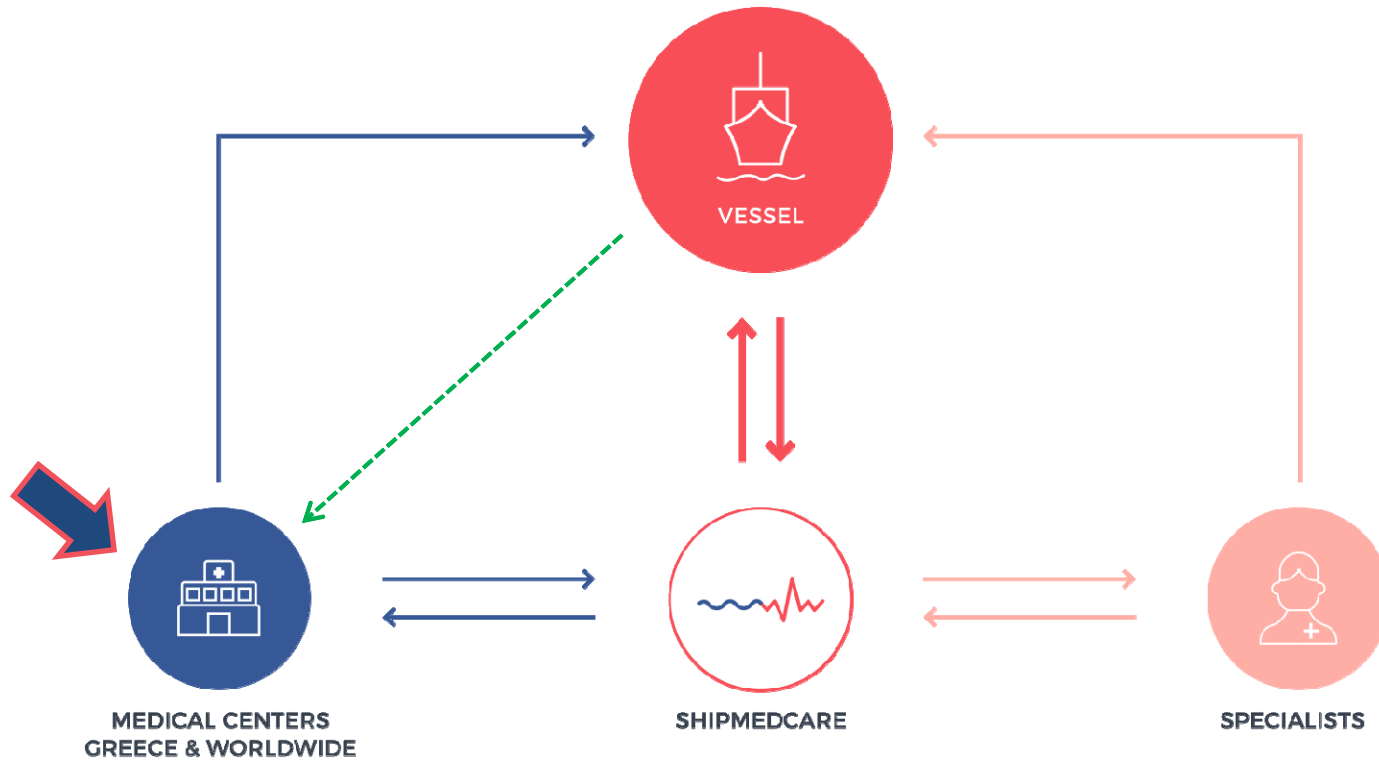 VESSEL
MEDICAL CENTERS
GREECE & WORLDWIDE
SHIPMEDCARE
SPECIALISTS